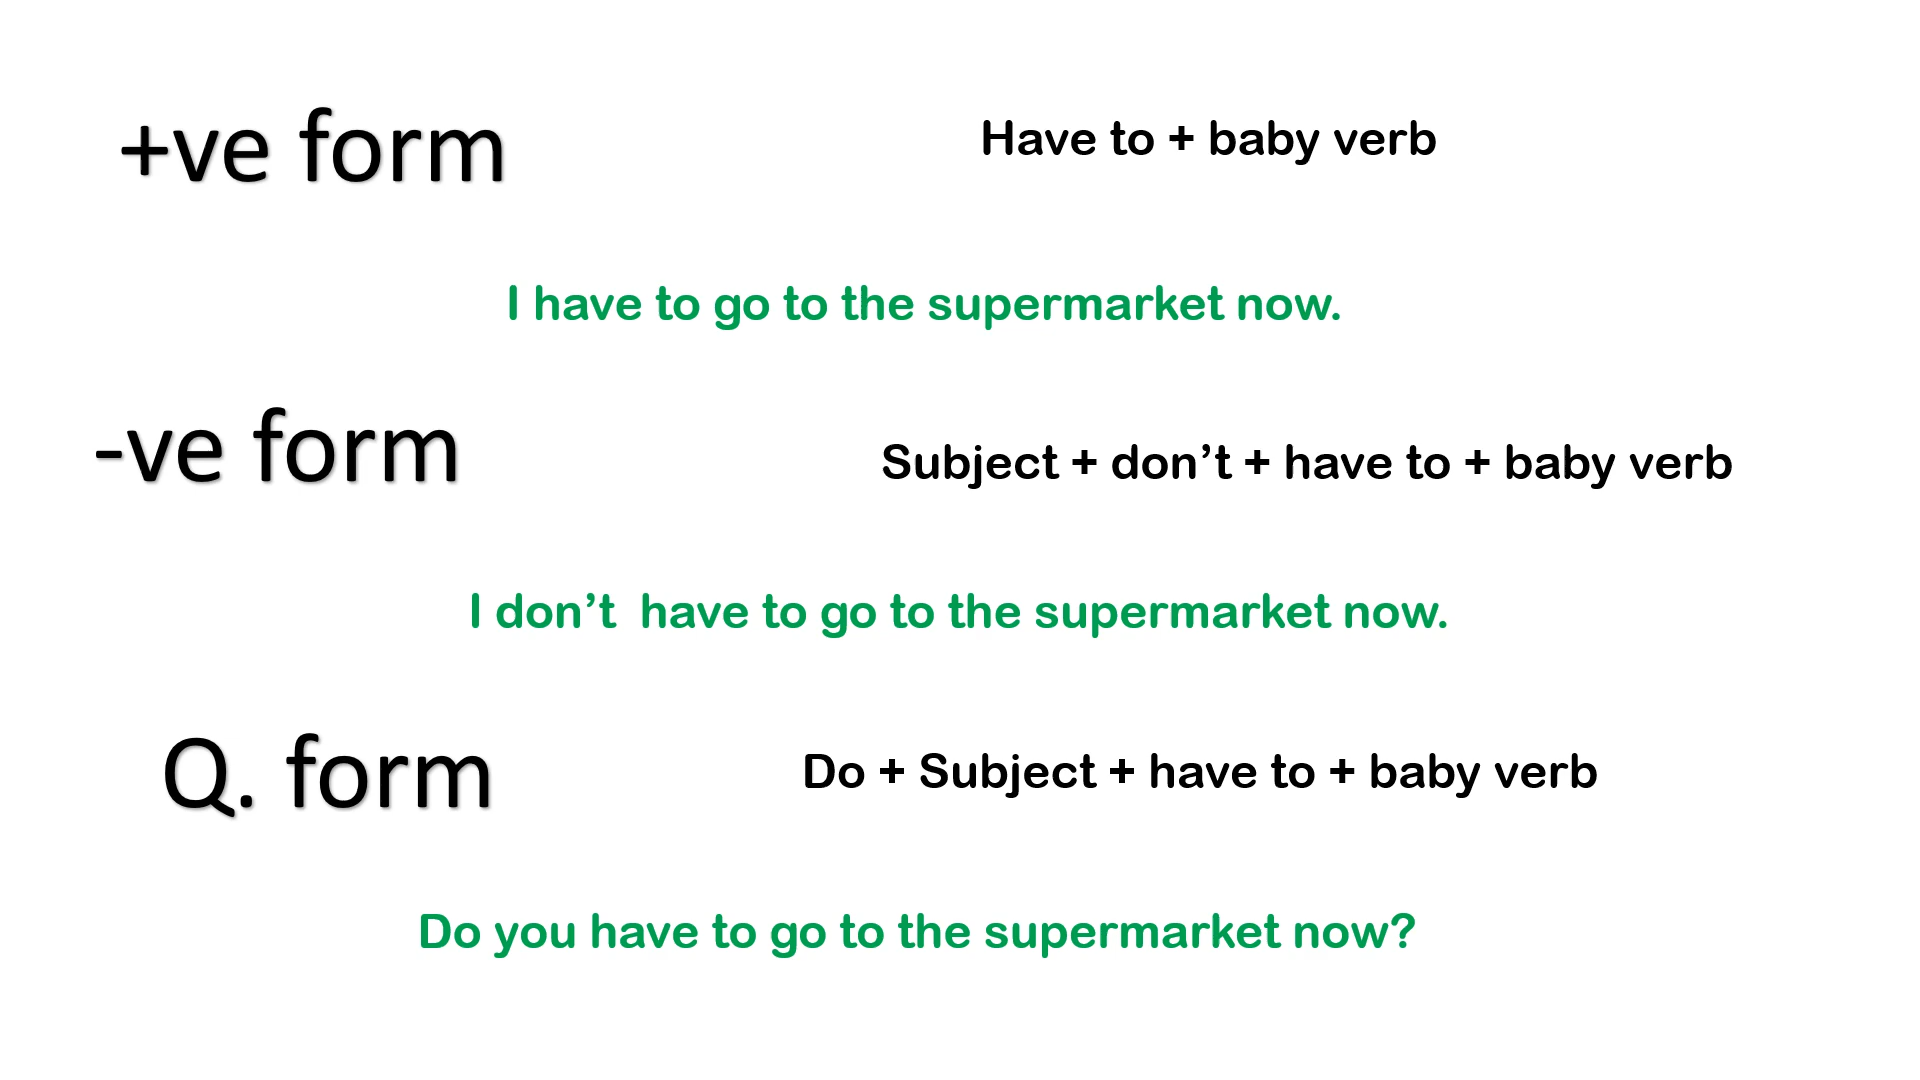 +ve form
Have to + baby verb
I have to go to the supermarket now.
-ve form
Subject + don’t + have to + baby verb
I don’t  have to go to the supermarket now.
Q. form
Do + Subject + have to + baby verb
Do you have to go to the supermarket now?